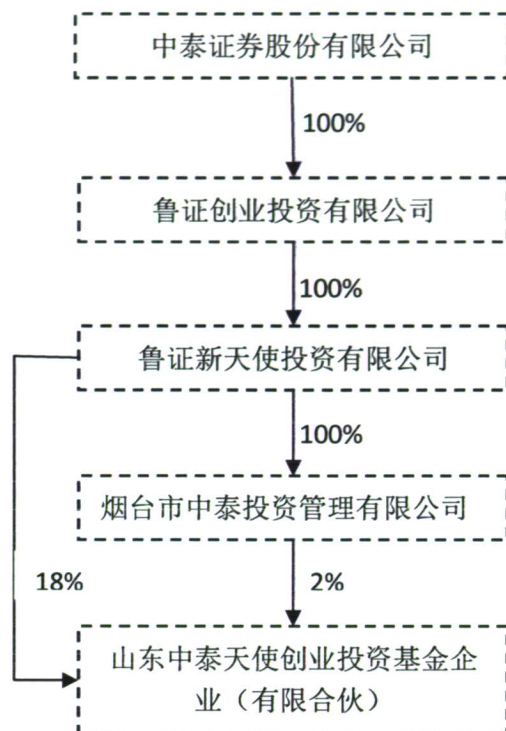 中泰证券股份有限公司
100%
鲁证创业投资有限公司
100%
鲁证新天使投资有限公司
100%
烟台市中泰投资管理有限公司
18%
2%
山东中泰天使创业投资基金企
业（有限合伙）